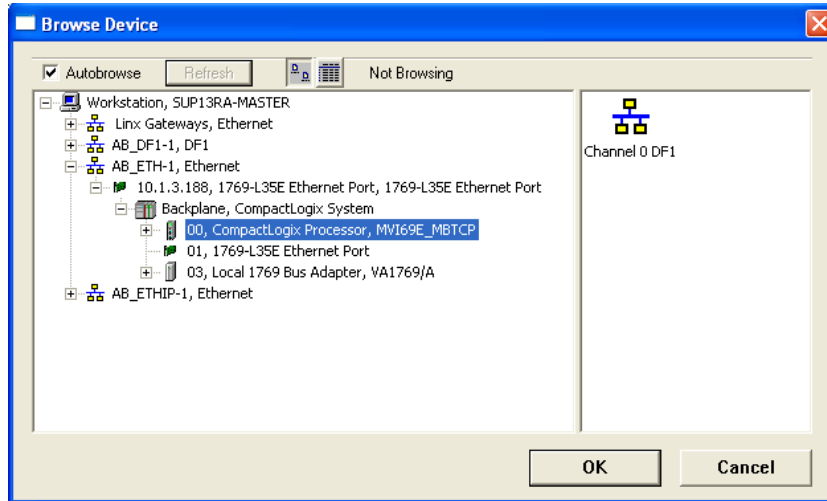 Browse Device
Autobrowse Refresh Not Browsing
Workstation, SUP13RA-MASTER
Linx Gateways, Ethernet
AB_DF1-1, DF1
AB_ETH-1, Ethernet
10.1.3.188, 1769-L35E Ethernet Port, 1769-L35E Ethernet Port
Backplane, CompactLogix System
00, CompactLogix Processor, MVI69E_MBTCP
01, 1769-L35E Ethernet Port
03, Local 1769 Bus Adapter, VA1769/A
AB_ETHIP-1, Ethernet
Channel 0 DF1
OK Cancel